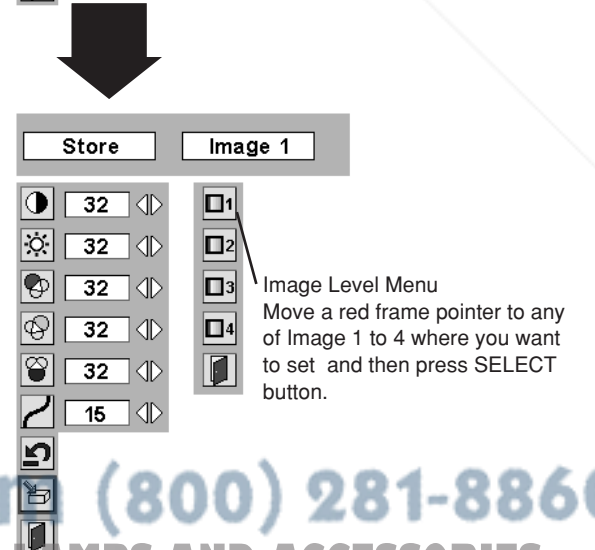 Store Image 1
32 1
32 2
32 3
32 4
32
15
Image Level Menu
Move a red frame pointer to any
of Image 1 to 4 where you want
to set and then press SELECT
button.
(800) 281-886
AND ACCESSORIES